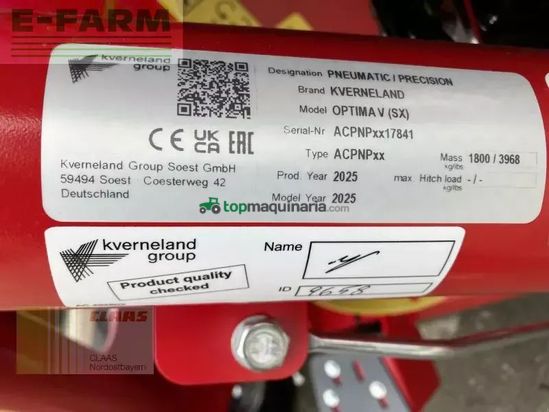 E-FARM
kverneland
group
Designation PNEUMATIC / PRECISION
Brand KVERNELAND
Model OPTIMA V (SX)
Serial-Nr ACPNPxx17841
Type ACPNPxx
Mass kg/lbs 1800 / 3968
Prod. Year 2025
max. Hitch load kg/lbs -/-
Model Year 2025
CE UK CA EAC
Kverneland Group Soest GmbH
59494 Soest Coesterweg 42
Deutschland
topmaquinaria.com
kverneland
group
Product quality
checked
Name
ID 9658
CLAAS
CLAAS
Nordostbayern